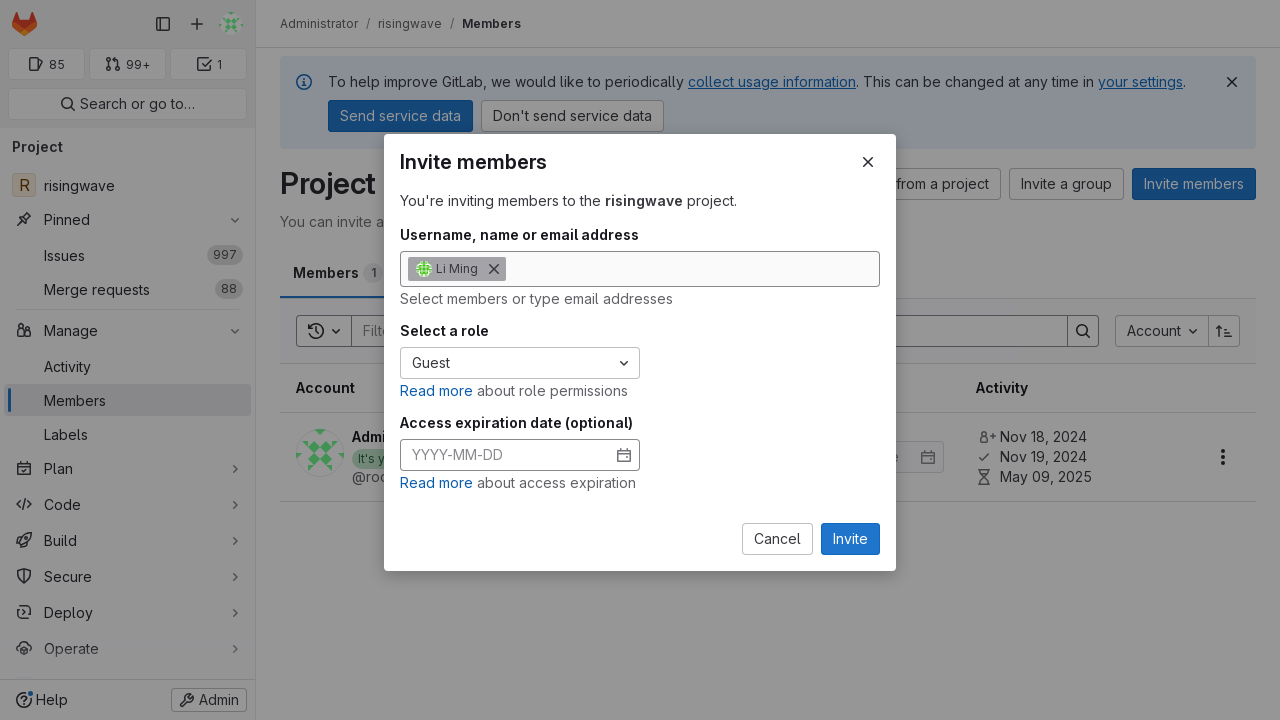 85
99+
1
Search or go to…
Project
R
risingwave
Pinned
Issues
997
Merge requests
88
Manage
Activity
Members
Labels
Plan
Code
Build
Secure
Deploy
Operate
Help
Admin
Administrator / risingwave / Members
To help improve GitLab, we would like to periodically collect usage information. This can be changed at any time in your settings.
Send service data
Don't send service data
Project
from a project
Invite a group
Invite members
You can invite a
Members 1
Filte
Account
Account
Activity
Admi
It's y
@roo
Nov 18, 2024
Nov 19, 2024
May 09, 2025
Invite members
You're inviting members to the risingwave project.
Username, name or email address
Li Ming
Select members or type email addresses
Select a role
Guest
Read more about role permissions
Access expiration date (optional)
YYYY-MM-DD
Read more about access expiration
Cancel
Invite